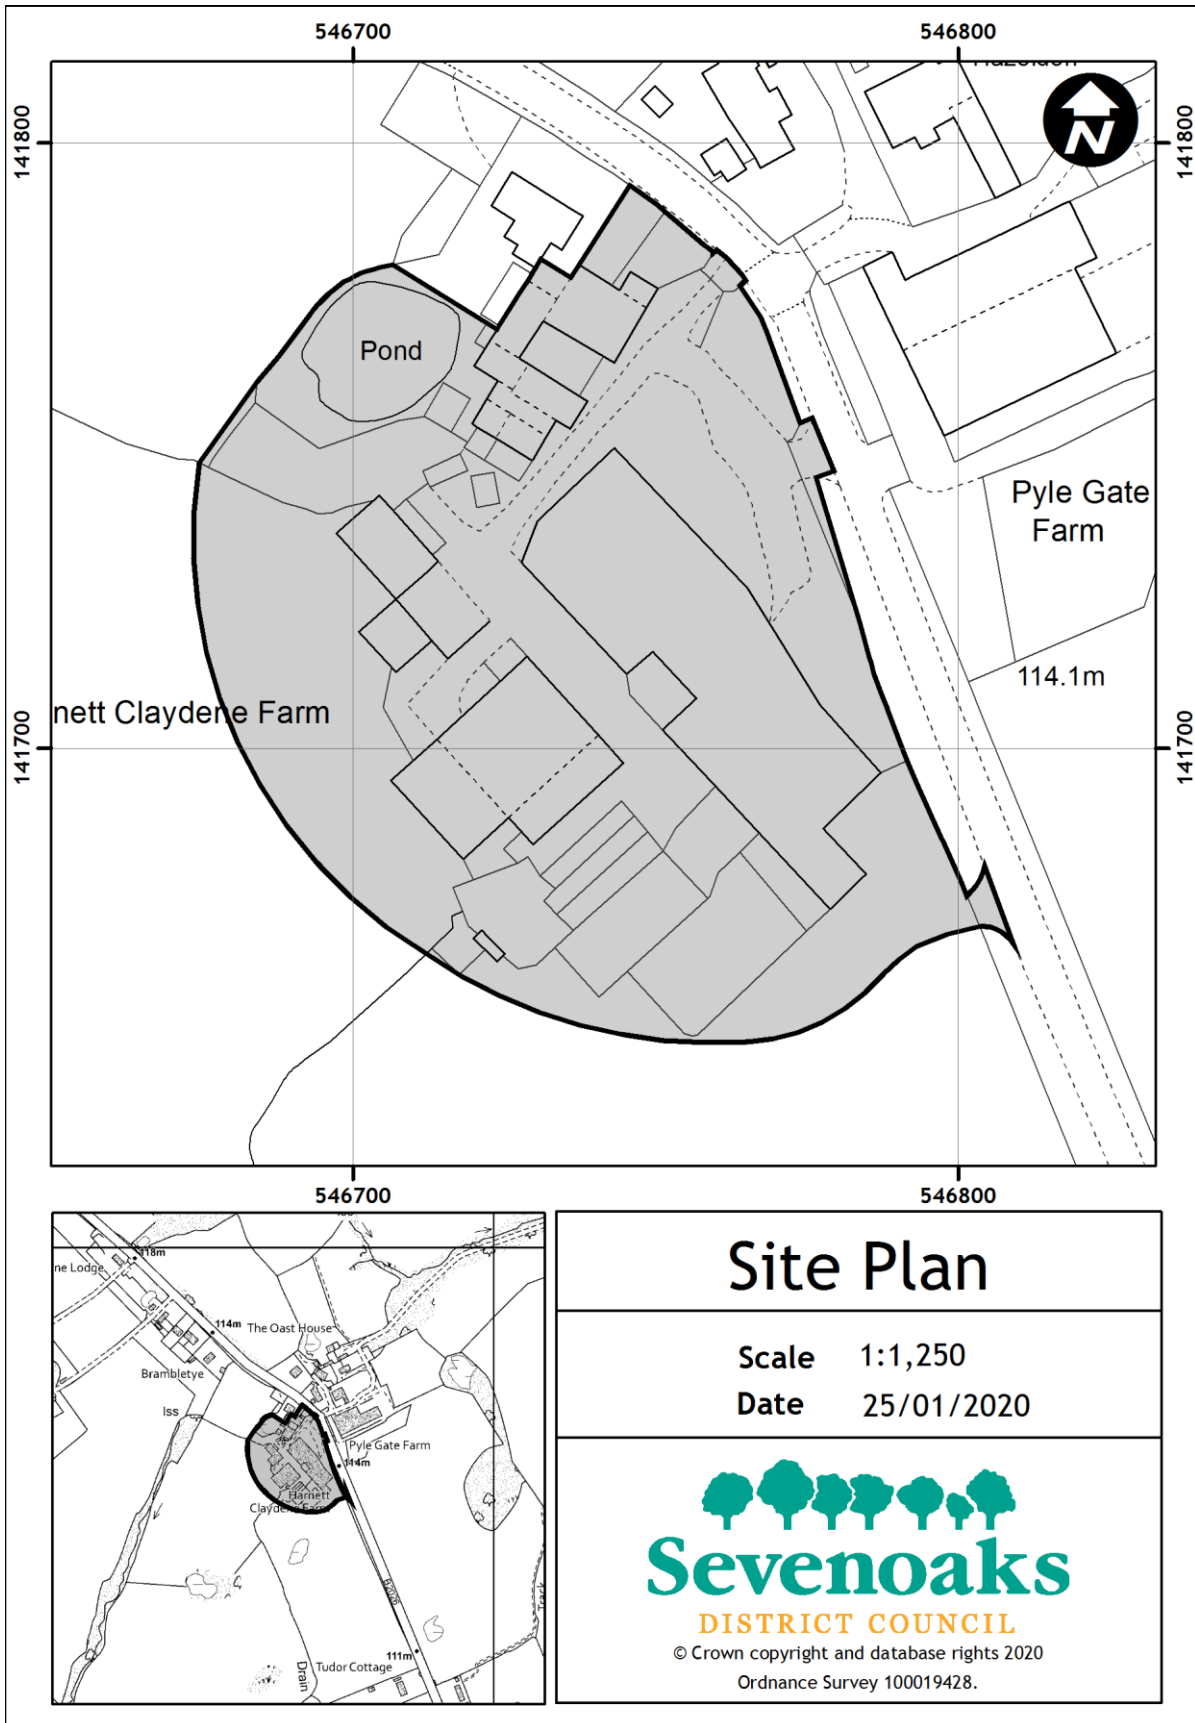 546700
546800
141800
141800
N
Pond
Pyle Gate
Farm
114.1m
nett Claydene Farm
141700
141700
546700
546800
118m
ne Lodge
114m
The Oast House
Brambletye
Iss
Pyle Gate Farm
114m
Harnett
Claydene Farm
B2026
Track
111m
Tudor Cottage
Drain
Site Plan
Scale 1:1,250
Date 25/01/2020
Sevenoaks
DISTRICT COUNCIL
© Crown copyright and database rights 2020
Ordnance Survey 100019428.